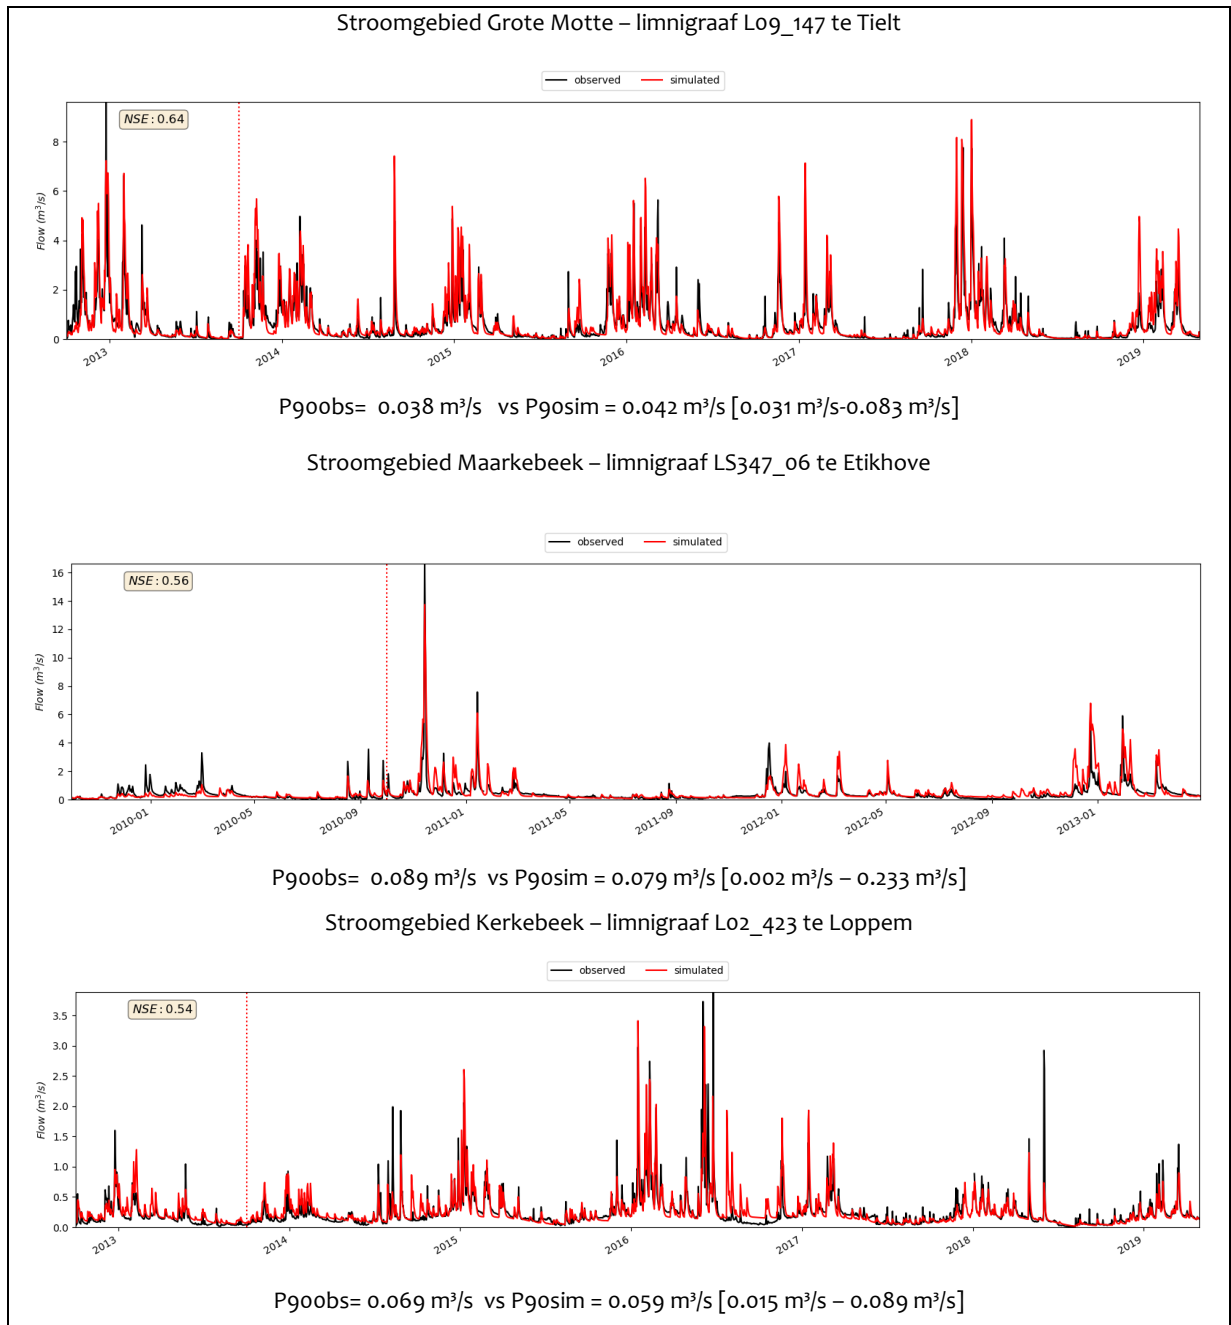 Stroomgebied Grote Motte – limnigraaf L09_147 te Tielt
observed simulated
NSE: 0.64
Flow (m³/s)
8
6
4
2
0
2013 2014 2015 2016 2017 2018 2019
P90obs= 0.038 m³/s vs P90sim = 0.042 m³/s [0.031 m³/s-0.083 m³/s]
Stroomgebied Maarkebeek – limnigraaf LS347_06 te Etikhove
observed simulated
NSE: 0.56
Flow (m³/s)
16
14
12
10
8
6
4
2
0
2010-01 2010-05 2010-09 2011-01 2011-05 2011-09 2012-01 2012-05 2012-09 2013-01
P90obs= 0.089 m³/s vs P90sim = 0.079 m³/s [0.002 m³/s – 0.233 m³/s]
Stroomgebied Kerkebeek – limnigraaf L02_423 te Loppem
observed simulated
NSE: 0.54
Flow (m³/s)
3.5
3.0
2.5
2.0
1.5
1.0
0.5
0.0
2013 2014 2015 2016 2017 2018 2019
P90obs= 0.069 m³/s vs P90sim = 0.059 m³/s [0.015 m³/s – 0.089 m³/s]